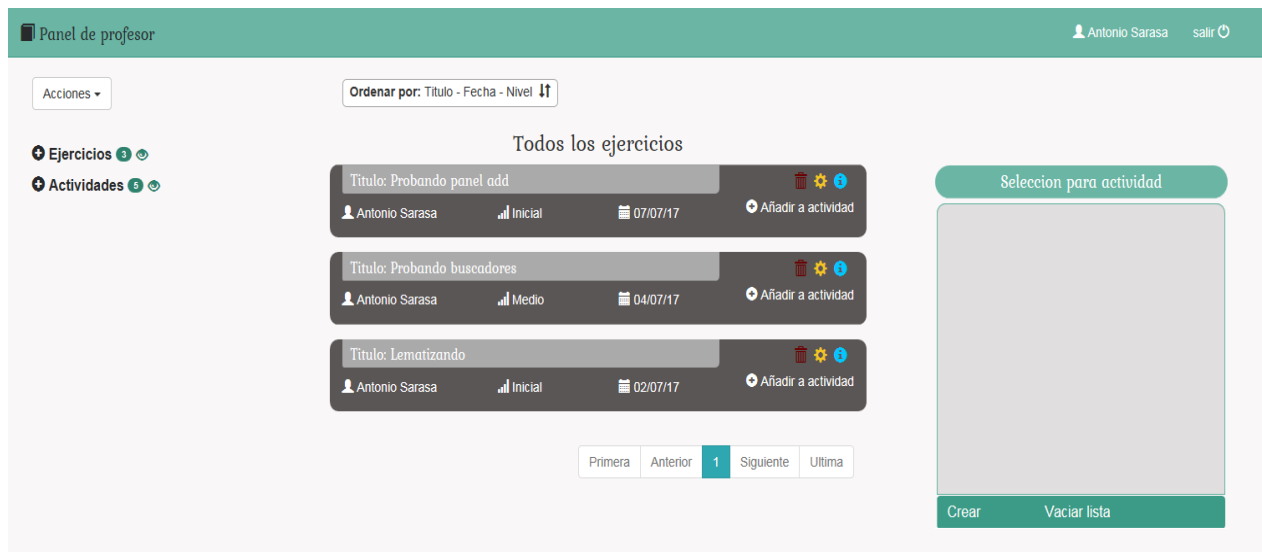 Panel de profesor
Antonio Sarasa salir
Acciones
Ordenar por: Titulo - Fecha - Nivel
Ejercicios 3
Actividades 5
Todos los ejercicios
Titulo: Probando panel add
Antonio Sarasa Inicial 07/07/17 Añadir a actividad
Titulo: Probando buscadores
Antonio Sarasa Medio 04/07/17 Añadir a actividad
Titulo: Lematizando
Antonio Sarasa Inicial 02/07/17 Añadir a actividad
Primera Anterior 1 Siguiente Ultima
Seleccion para actividad
Crear Vaciar lista